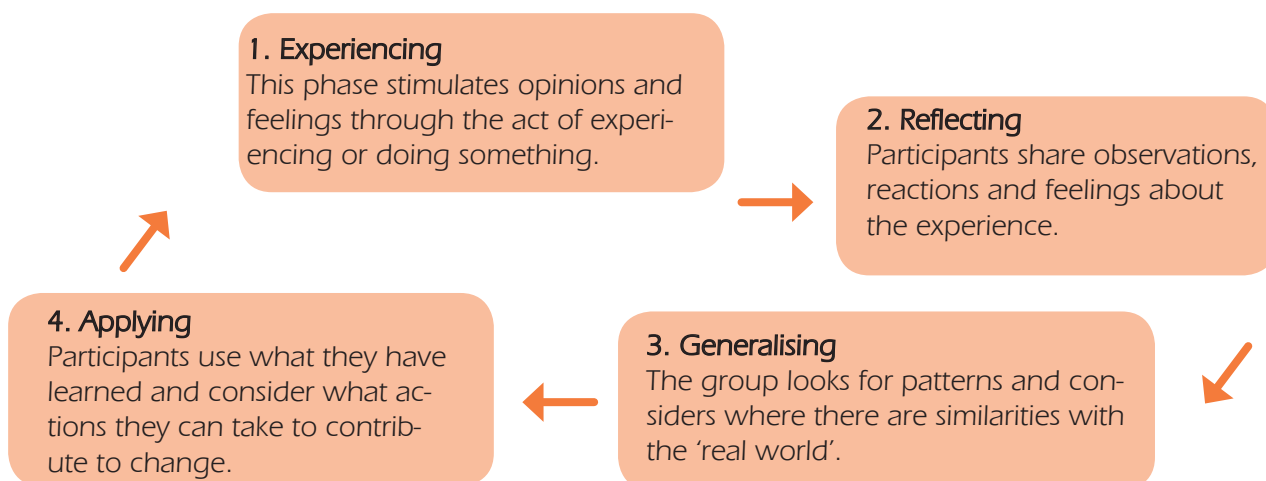 1. Experiencing
This phase stimulates opinions and
feelings through the act of experi-
encing or doing something.
2. Reflecting
Participants share observations,
reactions and feelings about
the experience.
3. Generalising
The group looks for patterns and con-
siders where there are similarities with
the ‘real world’.
4. Applying
Participants use what they have
learned and consider what ac-
tions they can take to contrib-
ute to change.